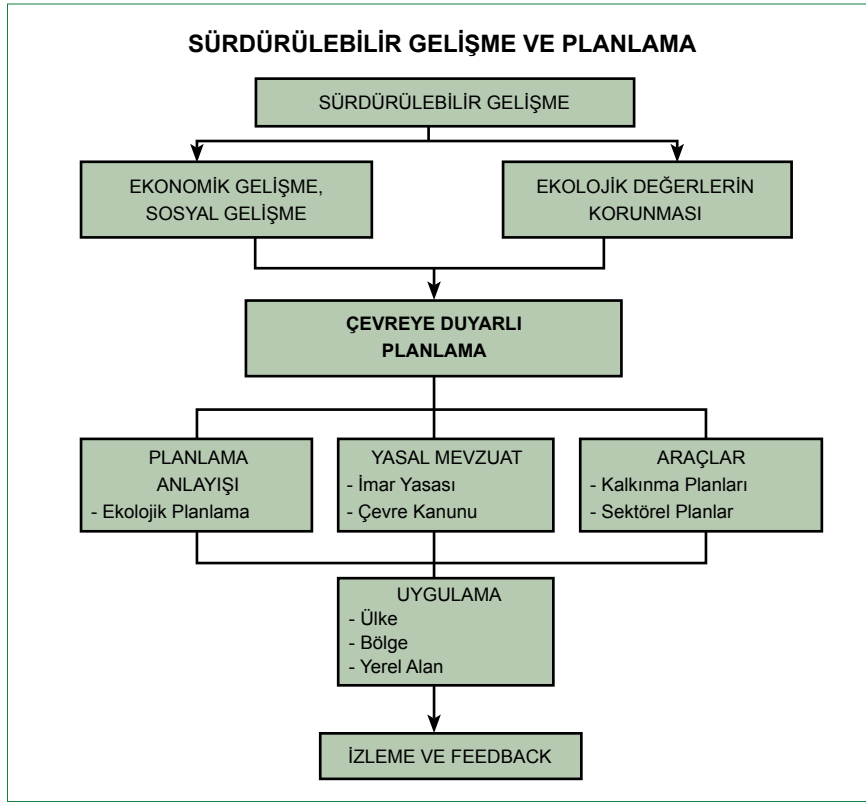 SÜRDÜRÜLEBİLİR GELİŞME VE PLANLAMA
SÜRDÜRÜLEBİLİR GELİŞME
EKONOMİK GELİŞME,
SOSYAL GELİŞME
EKOLOJİK DEĞERLERİN
KORUNMASI
ÇEVREYE DUYARLI
PLANLAMA
PLANLAMA
ANLAYIŞI
- Ekolojik Planlama
YASAL MEVZUAT
- İmar Yasası
- Çevre Kanunu
ARAÇLAR
- Kalkınma Planları
- Sektörel Planlar
UYGULAMA
- Ülke
- Bölge
- Yerel Alan
İZLEME VE FEEDBACK